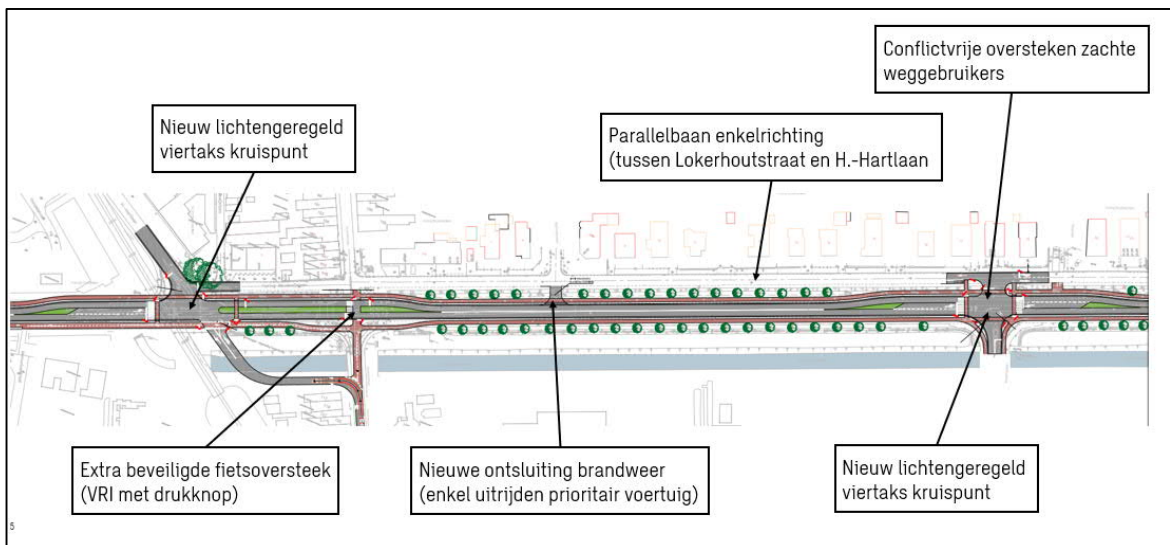 Conflictvrije oversteken zachte
weggebruikers
Nieuw lichtengeregeld
viertaks kruispunt
Parallelbaan enkelrichting
(tussen Lokerhoutstraat en H.-Hartlaan
Extra beveiligde fietsoversteek
(VRI met drukknop)
Nieuwe ontsluiting brandweer
(enkel uitrijden prioritair voertuig)
Nieuw lichtengeregeld
viertaks kruispunt
5